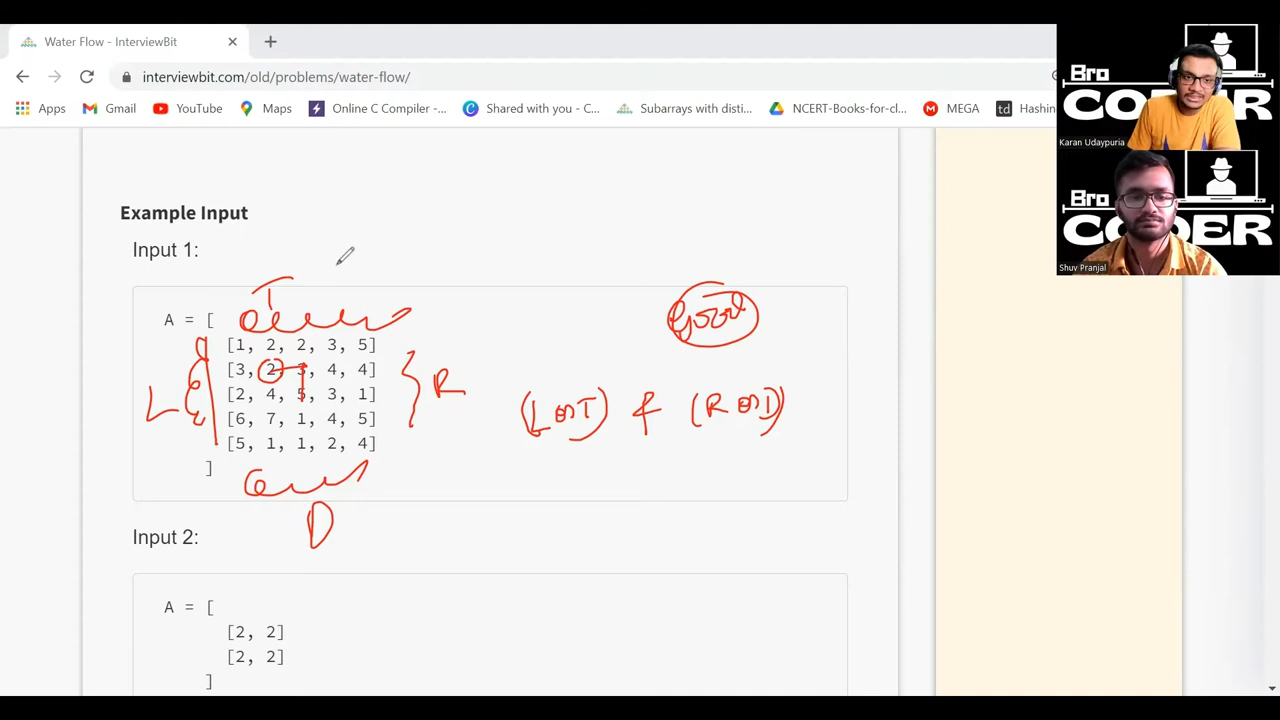 Water Flow - InterviewBit
interviewbit.com/old/problems/water-flow/
Apps Gmail YouTube Maps Online C Compiler -... Shared with you - C... Subarrays with disti... NCERT-Books-for-cl... MEGA Hashin
Bro
CODER
Karan Udaypuria
Bro
CODER
Shuv Pranjal
Example Input
Input 1:
T
Good
A = [
[1, 2, 2, 3, 5]
[3, 2, 3, 4, 4]
[2, 4, 5, 3, 1]
[6, 7, 1, 4, 5]
[5, 1, 1, 2, 4]
]
L
R
D
Input 2:
A = [
[2, 2]
[2, 2]
]